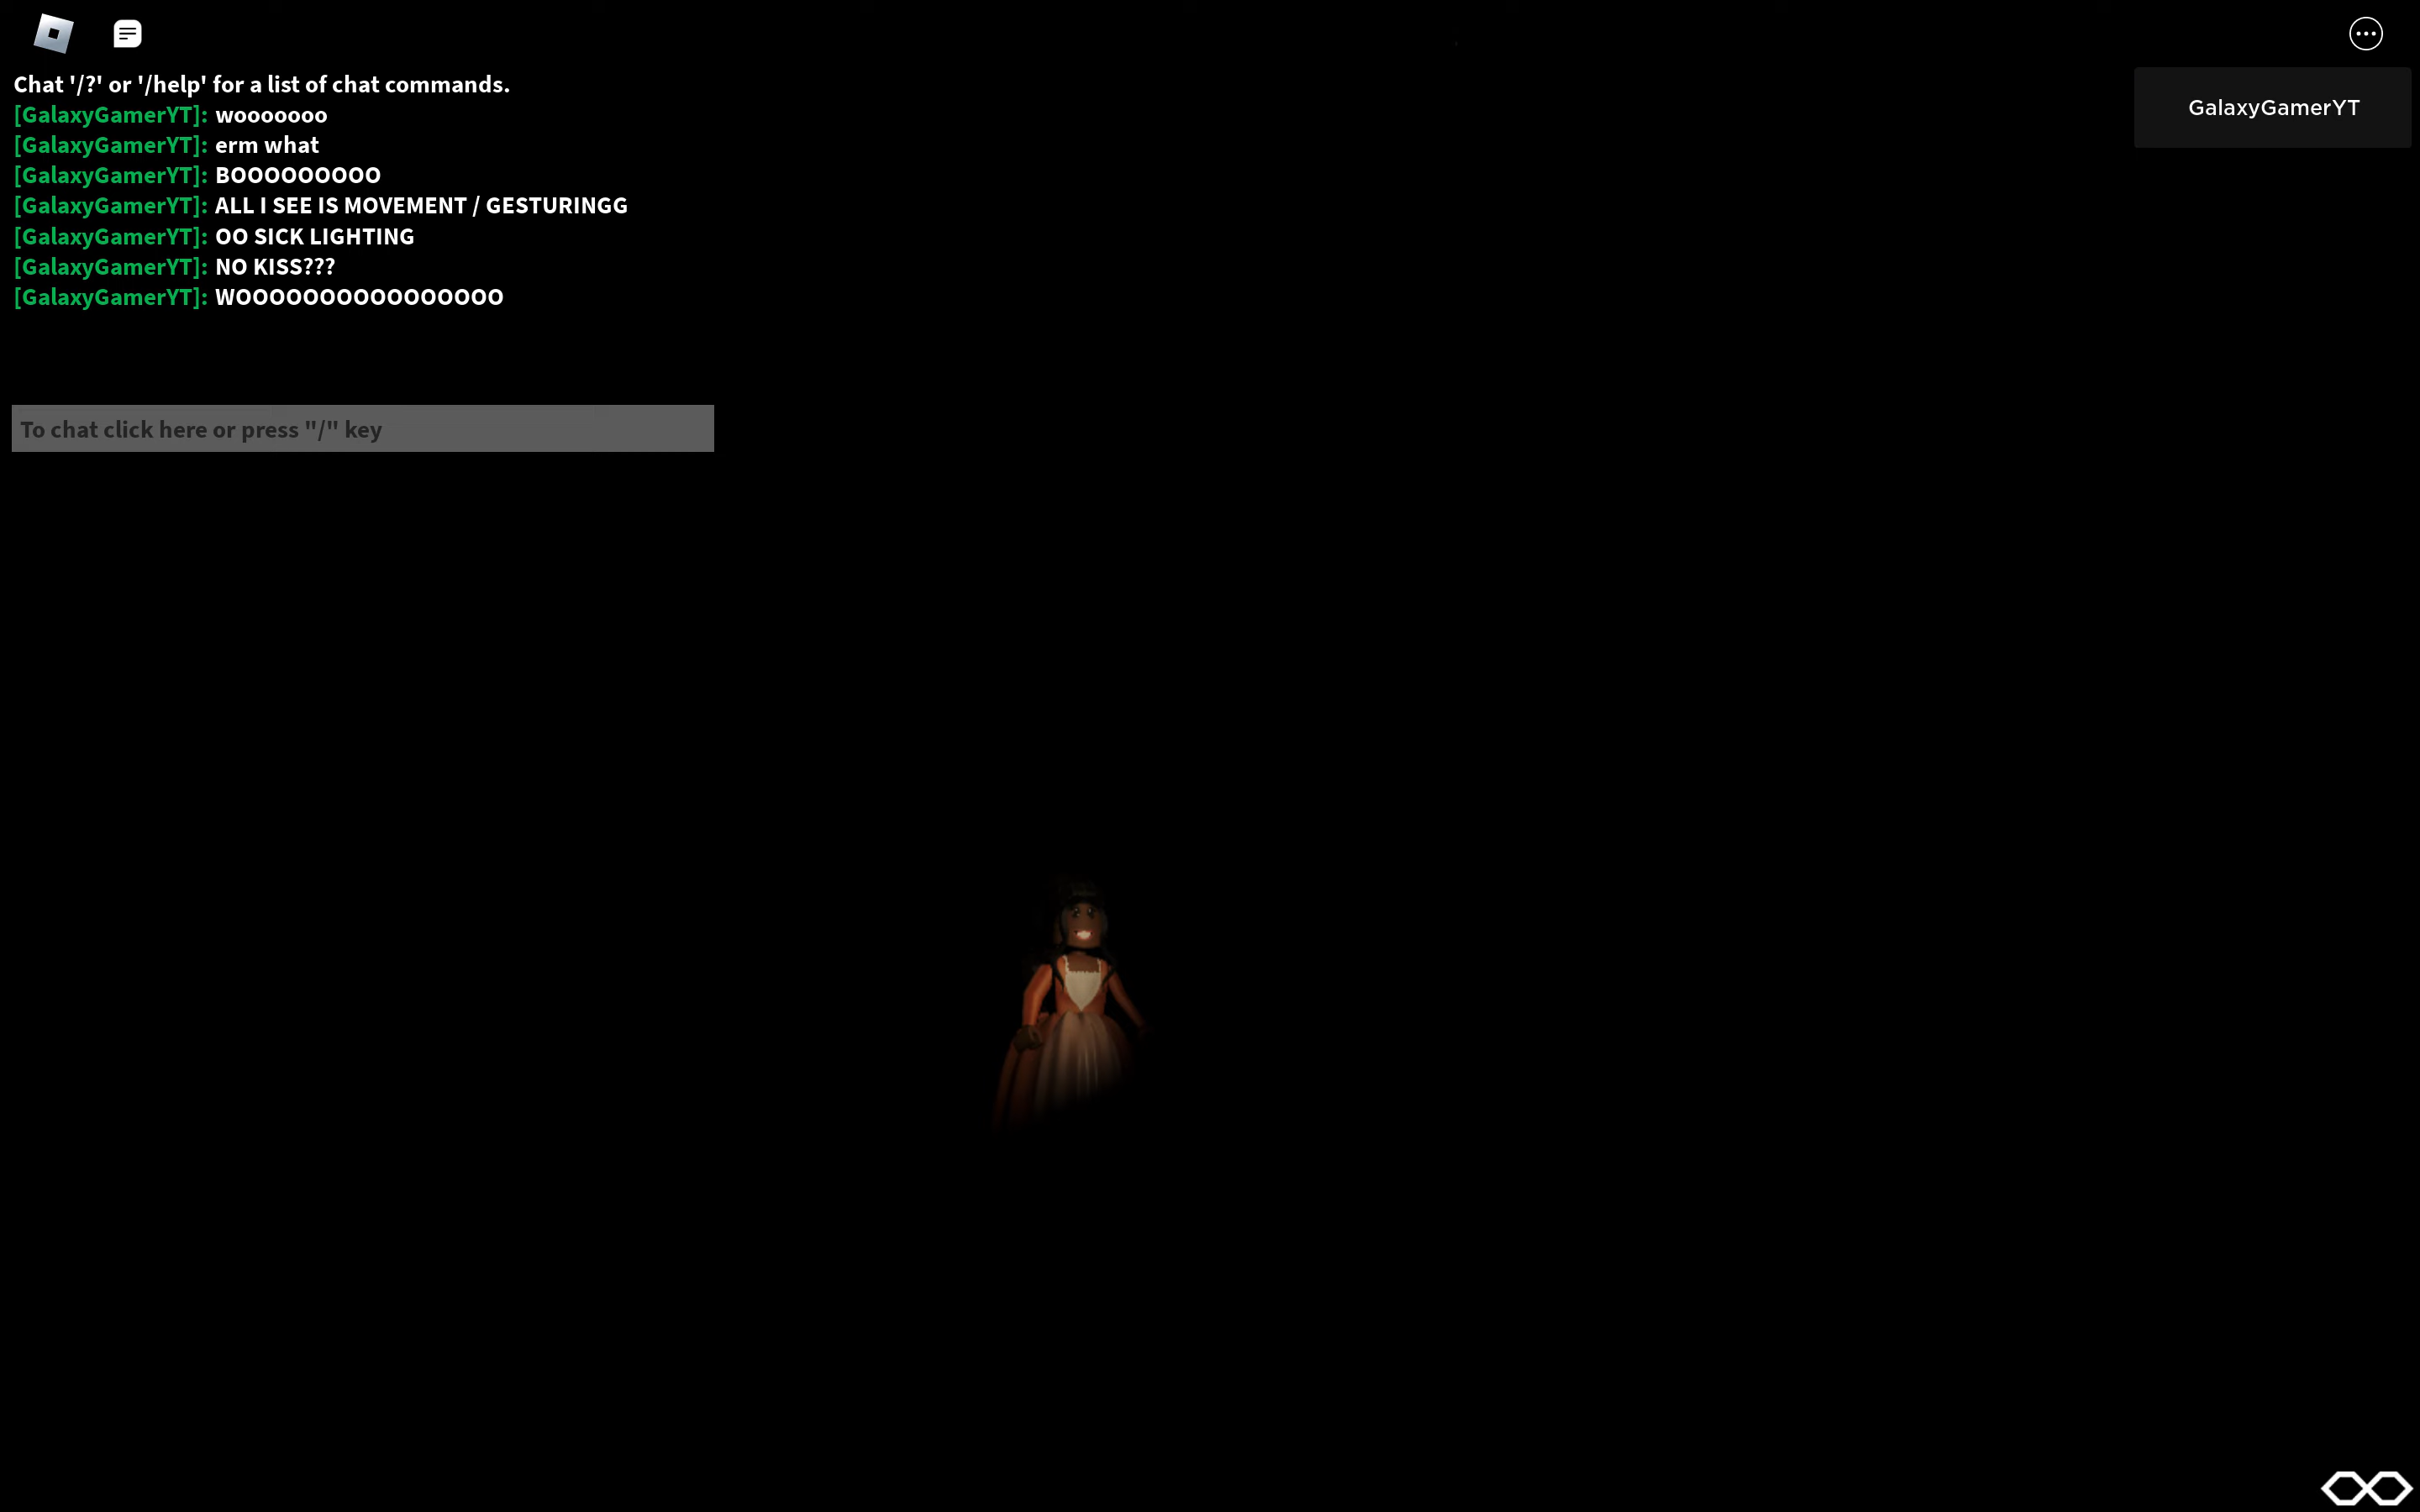 Chat '/?' or '/help' for a list of chat commands.
[GalaxyGamerYT]: wooooooo
[GalaxyGamerYT]: erm what
[GalaxyGamerYT]: BOOOOOOOOO
[GalaxyGamerYT]: ALL I SEE IS MOVEMENT / GESTURINGG
[GalaxyGamerYT]: OO SICK LIGHTING
[GalaxyGamerYT]: NO KISS???
[GalaxyGamerYT]: WOOOOOOOOOOOOOOOO
To chat click here or press "/" key
GalaxyGamerYT